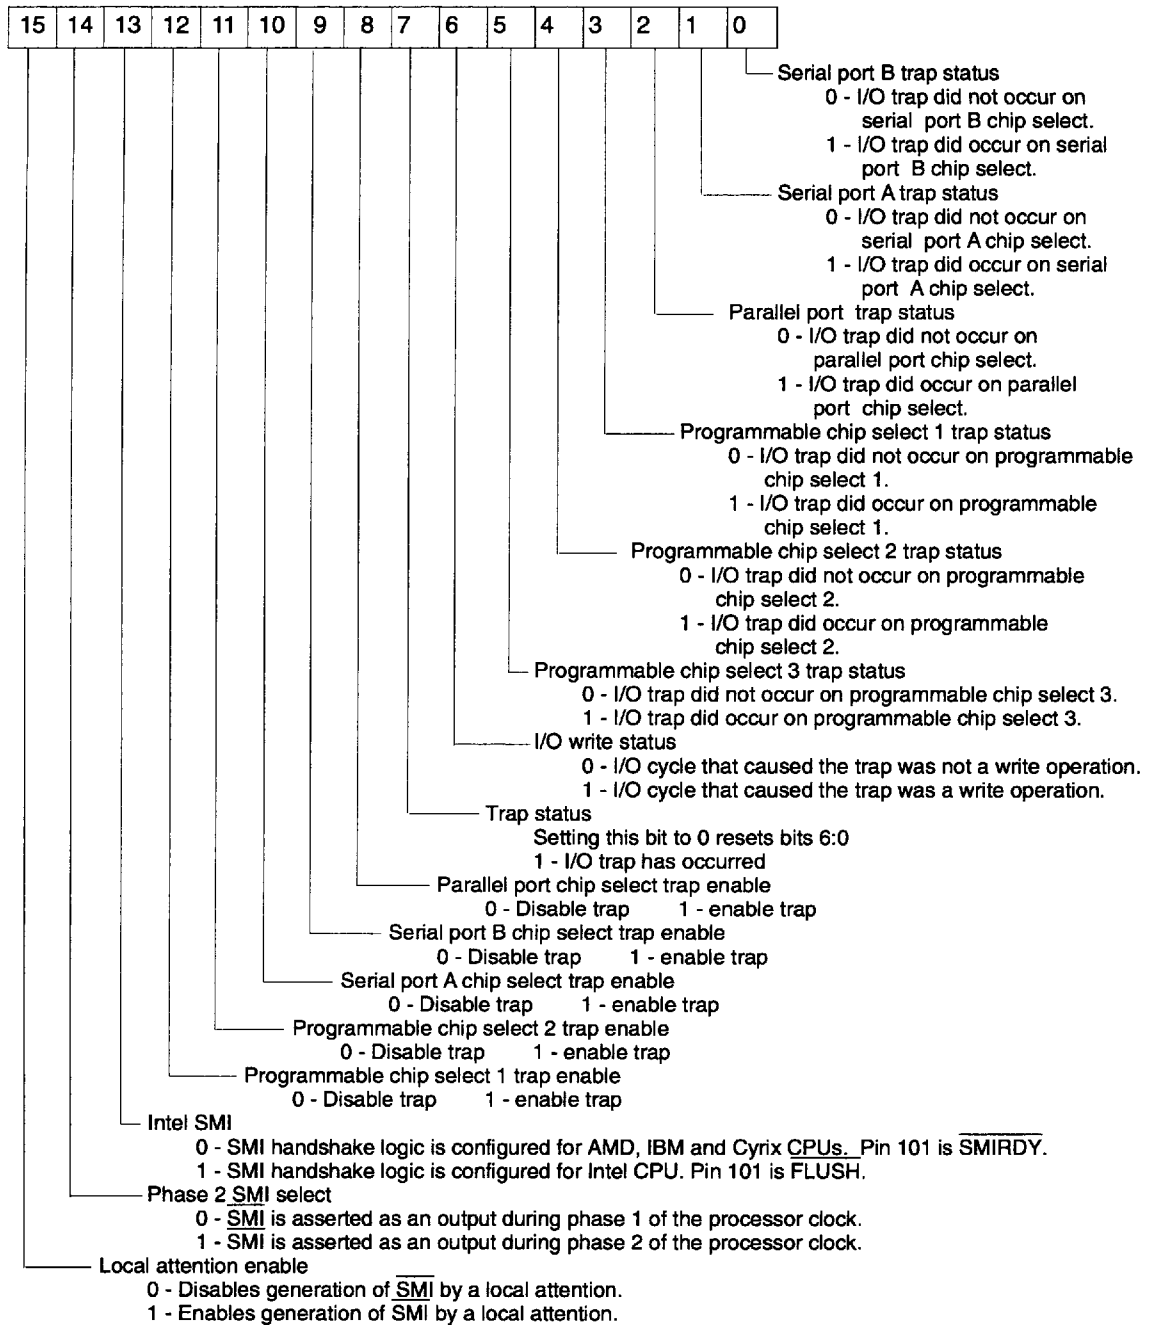 15 14 13 12 11 10 9 8 7 6 5 4 3 2 1 0
Serial port B trap status
0 - I/O trap did not occur on
serial port B chip select.
1 - I/O trap did occur on serial
port B chip select.
Serial port A trap status
0 - I/O trap did not occur on
serial port A chip select.
1 - I/O trap did occur on serial
port A chip select.
Parallel port trap status
0 - I/O trap did not occur on
parallel port chip select.
1 - I/O trap did occur on parallel
port chip select.
Programmable chip select 1 trap status
0 - I/O trap did not occur on programmable
chip select 1.
1 - I/O trap did occur on programmable
chip select 1.
Programmable chip select 2 trap status
0 - I/O trap did not occur on programmable
chip select 2.
1 - I/O trap did occur on programmable
chip select 2.
Programmable chip select 3 trap status
0 - I/O trap did not occur on programmable chip select 3.
1 - I/O trap did occur on programmable chip select 3.
I/O write status
0 - I/O cycle that caused the trap was not a write operation.
1 - I/O cycle that caused the trap was a write operation.
Trap status
Setting this bit to 0 resets bits 6:0
1 - I/O trap has occurred
Parallel port chip select trap enable
0 - Disable trap 1 - enable trap
Serial port B chip select trap enable
0 - Disable trap 1 - enable trap
Serial port A chip select trap enable
0 - Disable trap 1 - enable trap
Programmable chip select 2 trap enable
0 - Disable trap 1 - enable trap
Programmable chip select 1 trap enable
0 - Disable trap 1 - enable trap
Intel SMI
0 - SMI handshake logic is configured for AMD, IBM and Cyrix CPUs. Pin 101 is SMIRDY.
1 - SMI handshake logic is configured for Intel CPU. Pin 101 is FLUSH.
Phase 2 SMI select
0 - SMI is asserted as an output during phase 1 of the processor clock.
1 - SMI is asserted as an output during phase 2 of the processor clock.
Local attention enable
0 - Disables generation of SMI by a local attention.
1 - Enables generation of SMI by a local attention.